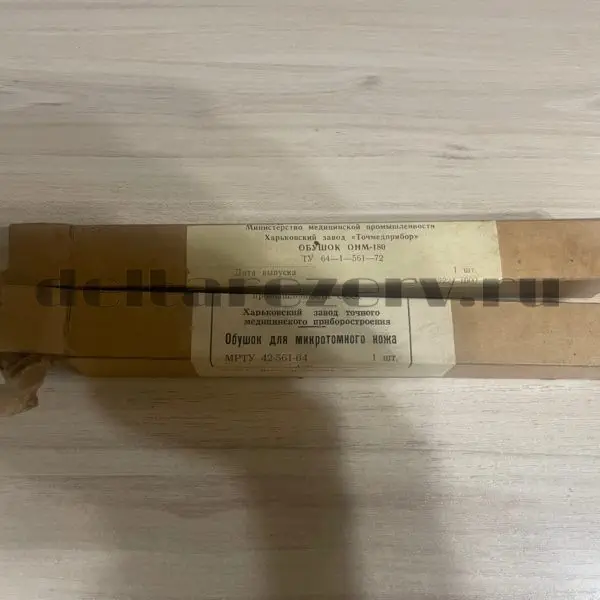 Министерство медицинской промышленности
Харьковский завод «Точмедприбор»
ОБУШОК ОНМ-180
ТУ 64—1—561—72
Дата выпуска 1 шт.
deltarezerv.ru
Харьковский завод точного
медицинского приборостроения
Обушок для микротомного ножа
МРТУ 42-561-64 1 шт.